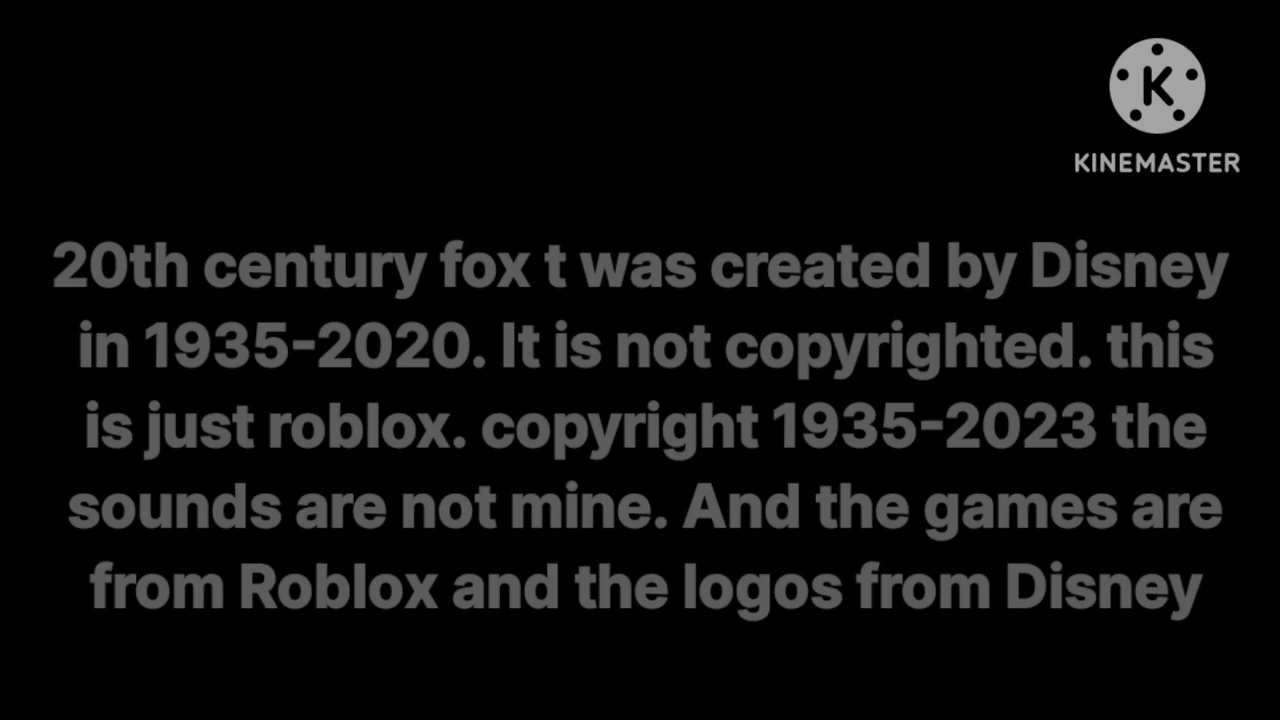 K
KINEMASTER
20th century fox t was created by Disney
in 1935-2020. It is not copyrighted. this
is just roblox. copyright 1935-2023 the
sounds are not mine. And the games are
from Roblox and the logos from Disney